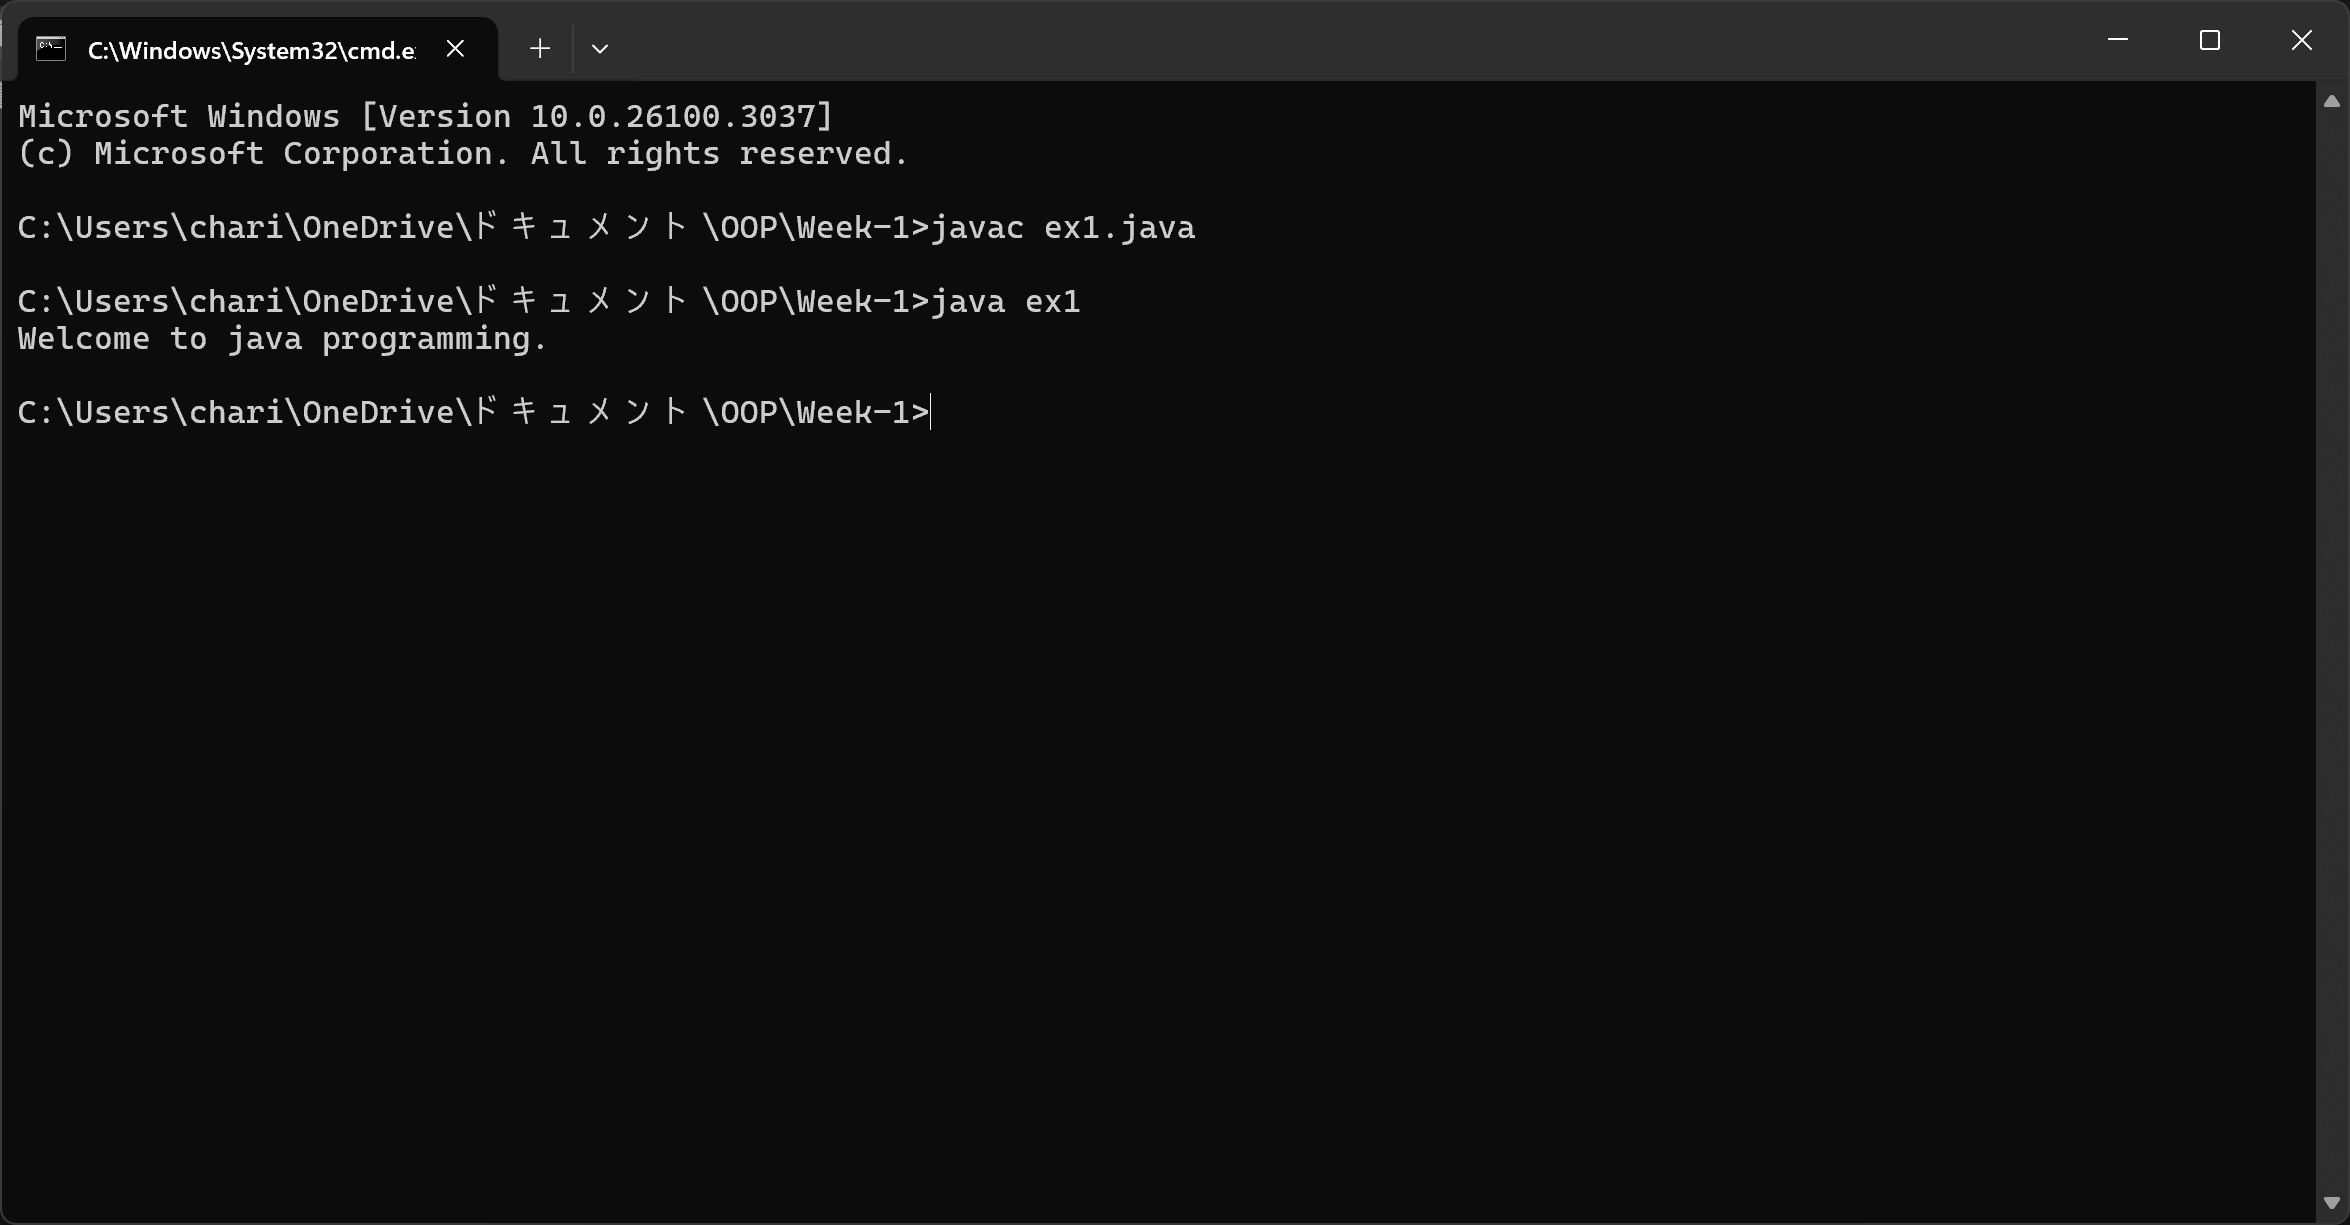 C:\Windows\System32\cmd.e
Microsoft Windows [Version 10.0.26100.3037]
(c) Microsoft Corporation. All rights reserved.
C:\Users\chari\OneDrive\ドキュメント\OOP\Week-1>javac ex1.java
C:\Users\chari\OneDrive\ドキュメント\OOP\Week-1>java ex1
Welcome to java programming.
C:\Users\chari\OneDrive\ドキュメント\OOP\Week-1>